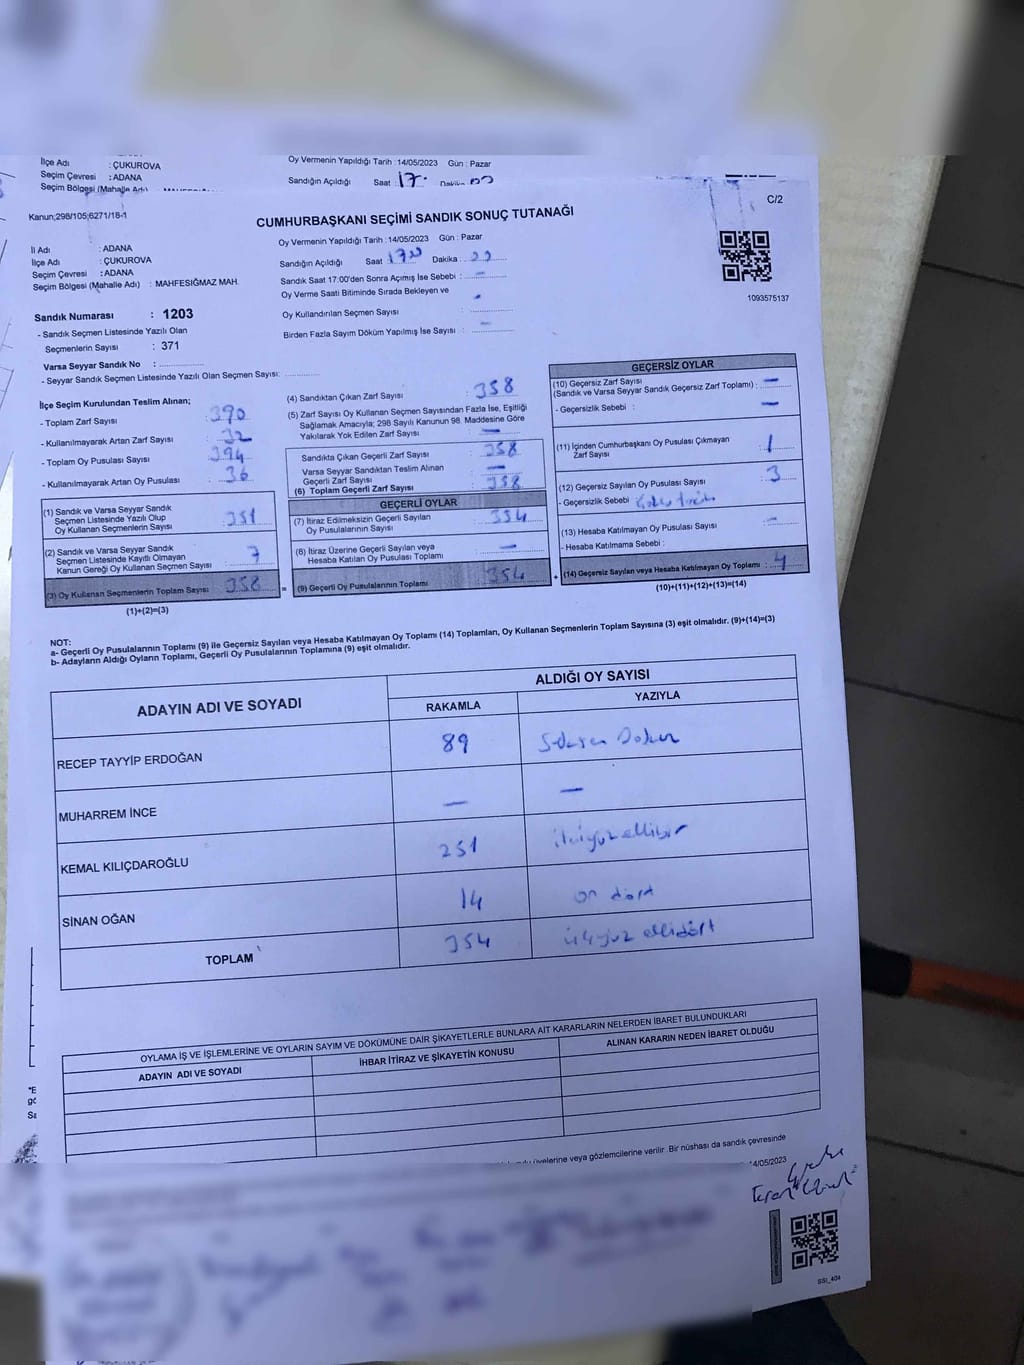 İlçe Adı : ÇUKUROVA
Seçim Çevresi : ADANA
Seçim Bölgesi (Mahalle Adı)
Oy Vermenin Yapıldığı Tarih : 14/05/2023 Gün : Pazar
Sandığın Açıldığı Saat 17. Dakika
C/2
Kanun;298/105;6271/18-1
CUMHURBAŞKANI SEÇİMİ SANDIK SONUÇ TUTANAĞI
İl Adı : ADANA
İlçe Adı : ÇUKUROVA
Seçim Çevresi : ADANA
Seçim Bölgesi (Mahalle Adı) : MAHFESIĞMAZ MAH.
Oy Vermenin Yapıldığı Tarih : 14/05/2023 Gün : Pazar
Sandığın Açıldığı Saat Dakika :
Sandık Saat 17:00'den Sonra Açılmış İse Sebebi : —
Oy Verme Saati Bitiminde Sırada Bekleyen ve
Oy Kullandırılan Seçmen Sayısı :
Birden Fazla Sayım Döküm Yapılmış İse Sayısı : —
1093575137
Sandık Numarası : 1203
- Sandık Seçmen Listesinde Yazılı Olan
Seçmenlerin Sayısı : 371
Varsa Seyyar Sandık No :
- Seyyar Sandık Seçmen Listesinde Yazılı Olan Seçmen Sayısı:
İlçe Seçim Kurulundan Teslim Alınan;
- Toplam Zarf Sayısı : 390
- Kullanılmayarak Artan Zarf Sayısı : 32
- Toplam Oy Pusulası Sayısı : 394
- Kullanılmayarak Artan Oy Pusulası : 36
(1) Sandık ve Varsa Seyyar Sandık
Seçmen Listesinde Yazılı Olup
Oy Kullanan Seçmenlerin Sayısı : 351
(2) Sandık ve Varsa Seyyar Sandık
Seçmen Listesinde Kayıtlı Olmayan
Kanun Gereği Oy Kullanan Seçmen Sayısı : 7
(3) Oy Kullanan Seçmenlerin Toplam Sayısı : 358
(1)+(2)=(3)
=
(4) Sandıktan Çıkan Zarf Sayısı : 358
(5) Zarf Sayısı Oy Kullanan Seçmen Sayısından Fazla İse, Eşitliği
Sağlamak Amacıyla; 298 Sayılı Kanunun 98. Maddesine Göre
Yakılarak Yok Edilen Zarf Sayısı : —
Sandıkta Çıkan Geçerli Zarf Sayısı : 358
Varsa Seyyar Sandıktan Teslim Alınan
Geçerli Zarf Sayısı : —
(6) Toplam Geçerli Zarf Sayısı : 358
GEÇERLİ OYLAR
(7) İtiraz Edilmeksizin Geçerli Sayılan
Oy Pusulalarının Sayısı : 354
(8) İtiraz Üzerine Geçerli Sayılan veya
Hesaba Katılan Oy Pusulası Toplamı : —
(9) Geçerli Oy Pusulalarının Toplamı : 354
+
GEÇERSİZ OYLAR
(10) Geçersiz Zarf Sayısı
(Sandık ve Varsa Seyyar Sandık Geçersiz Zarf Toplamı) : —
- Geçersizlik Sebebi : —
(11) İçinden Cumhurbaşkanı Oy Pusulası Çıkmayan
Zarf Sayısı : 1
(12) Geçersiz Sayılan Oy Pusulası Sayısı : 3
- Geçersizlik Sebebi
(13) Hesaba Katılmayan Oy Pusulası Sayısı : —
- Hesaba Katılmama Sebebi :
(14) Geçersiz Sayılan veya Hesaba Katılmayan Oy Toplamı : 4
(10)+(11)+(12)+(13)=(14)
NOT:
a- Geçerli Oy Pusulalarının Toplamı (9) ile Geçersiz Sayılan veya Hesaba Katılmayan Oy Toplamı (14) Toplamları, Oy Kullanan Seçmenlerin Toplam Sayısına (3) eşit olmalıdır. (9)+(14)=(3)
b- Adayların Aldığı Oyların Toplamı, Geçerli Oy Pusulalarının Toplamına (9) eşit olmalıdır.
ADAYIN ADI VE SOYADI
ALDIĞI OY SAYISI
RAKAMLA YAZIYLA
RECEP TAYYİP ERDOĞAN 89 Seksen Dokuz
MUHARREM İNCE — —
KEMAL KILIÇDAROĞLU 251 ikiyüzellibir
SİNAN OĞAN 14 on dört
TOPLAM 354 üçyüz ellidört
OYLAMA İŞ VE İŞLEMLERİNE VE OYLARIN SAYIM VE DÖKÜMÜNE DAİR ŞİKAYETLERLE BUNLARA AİT KARARLARIN NELERDEN İBARET BULUNDUKLARI
ADAYIN ADI VE SOYADI İHBAR İTİRAZ VE ŞİKAYETİN KONUSU ALINAN KARARIN NEDEN İBARET OLDUĞU
üyelerine veya gözlemcilerine verilir. Bir nüshası da sandık çevresinde
14/05/2023
SSI_404